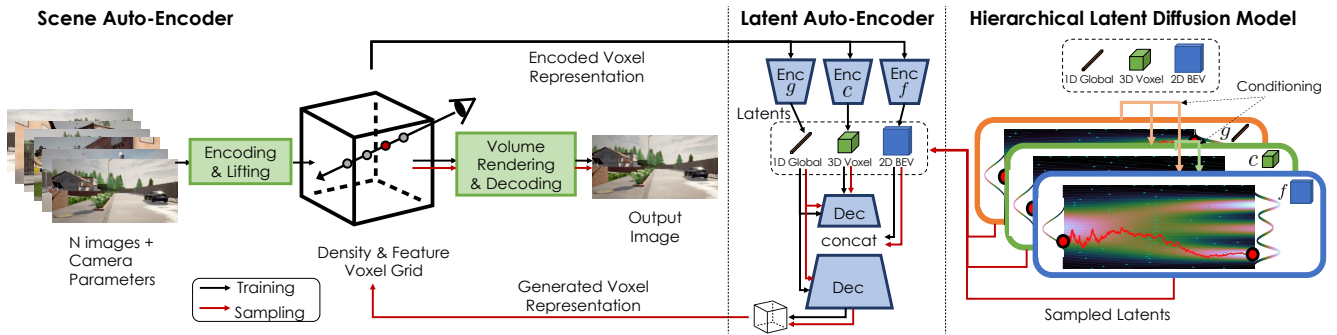 Scene Auto-Encoder
Latent Auto-Encoder
Hierarchical Latent Diffusion Model
Encoded Voxel
Representation
Encoding
& Lifting
Volume
Rendering
& Decoding
N images +
Camera
Parameters
Density & Feature
Voxel Grid
Output
Image
Training
Sampling
Generated Voxel
Representation
Enc
g
Enc
c
Enc
f
Latents
1D Global
3D Voxel
2D BEV
Dec
concat
Dec
1D Global
3D Voxel
2D BEV
Conditioning
g
c
f
Sampled Latents